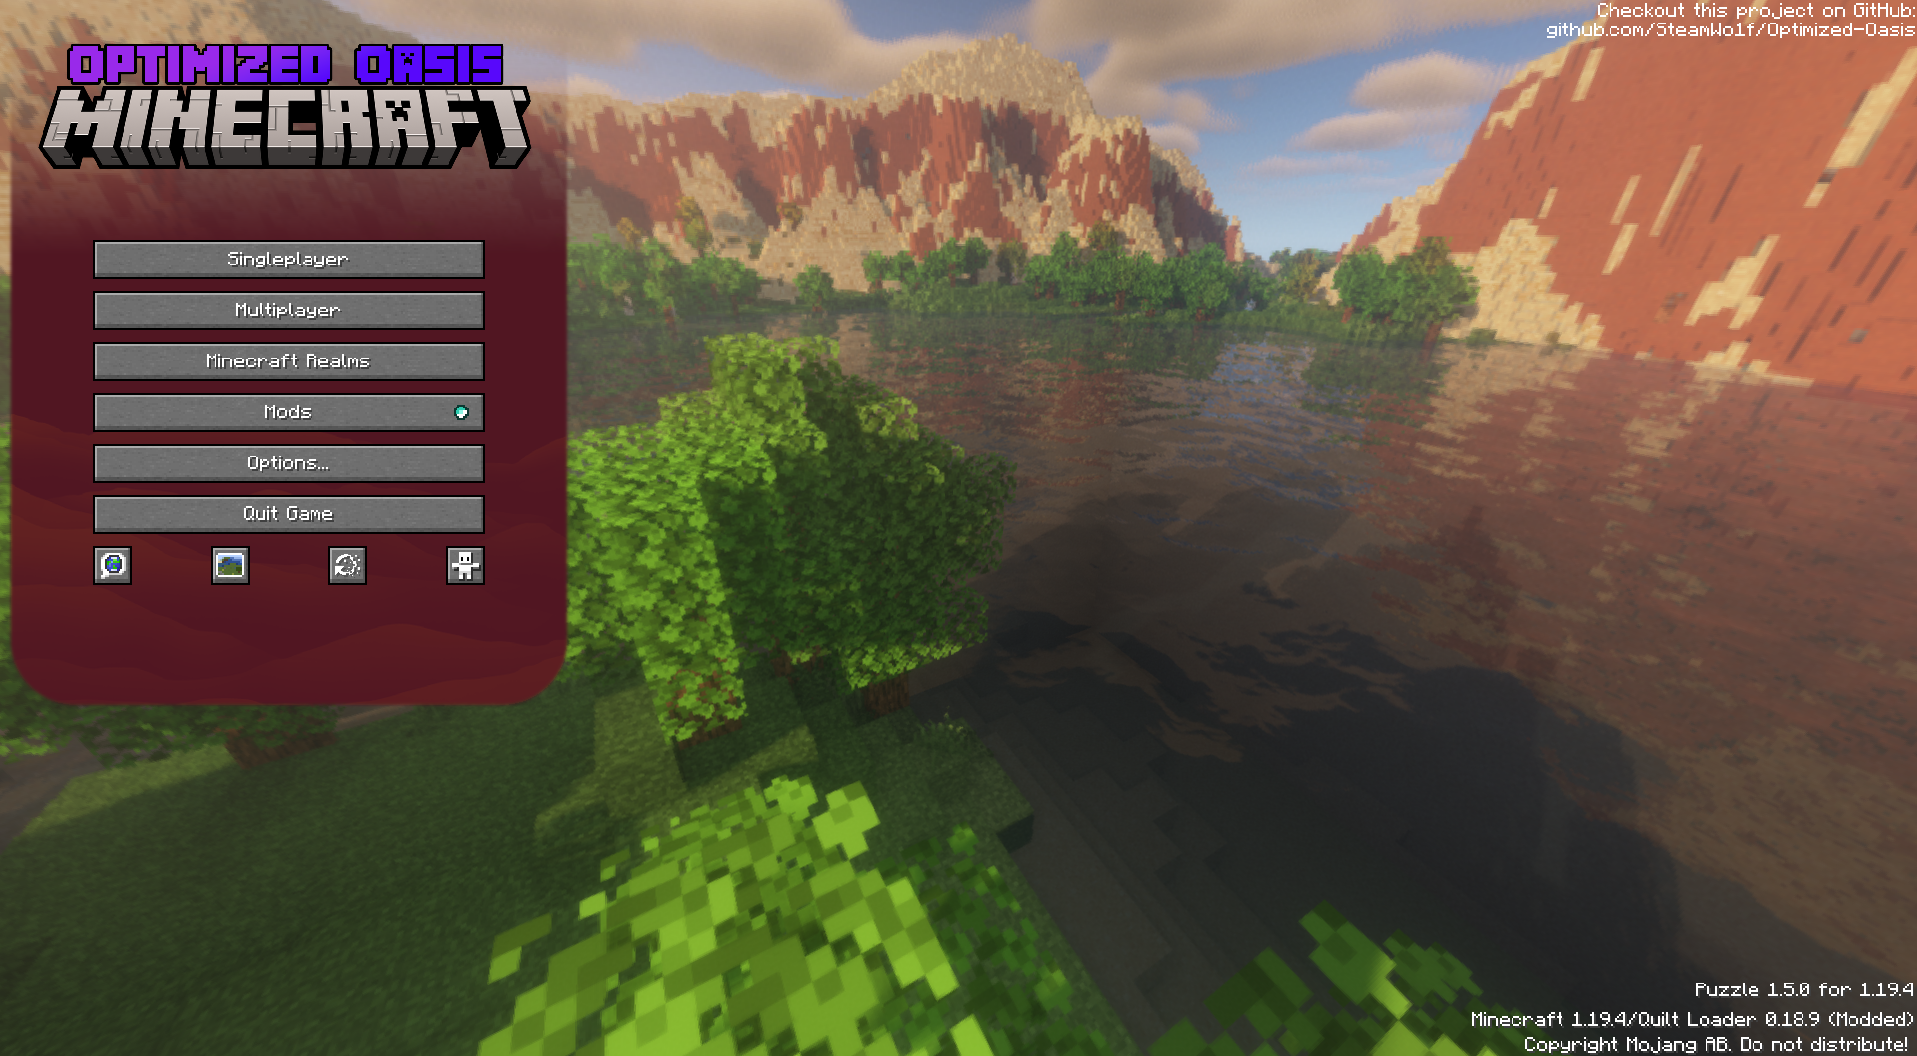 Checkout this project on GitHub:
github.com/SteamWo1f/Optimized-Oasis
OPTIMIZED OASIS
MINECRAFT
Singleplayer
Multiplayer
Minecraft Realms
Mods
Options...
Quit Game
Puzzle 1.5.0 for 1.19.4
Minecraft 1.19.4/Quilt Loader 0.18.9 (Modded)
Copyright Mojang AB. Do not distribute!